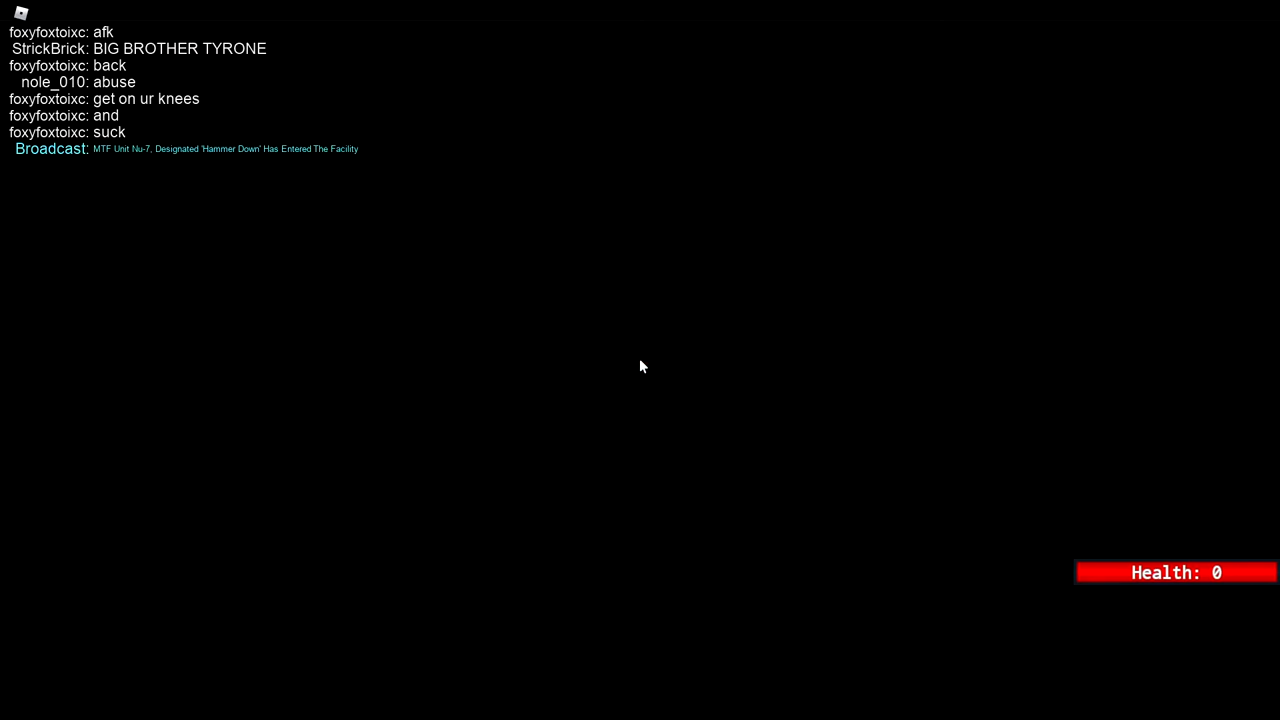 foxyfoxtoixc: afk
StrickBrick: BIG BROTHER TYRONE
foxyfoxtoixc: back
nole_010: abuse
foxyfoxtoixc: get on ur knees
foxyfoxtoixc: and
foxyfoxtoixc: suck
Broadcast: MTF Unit Nu-7, Designated 'Hammer Down' Has Entered The Facility
Health: 0